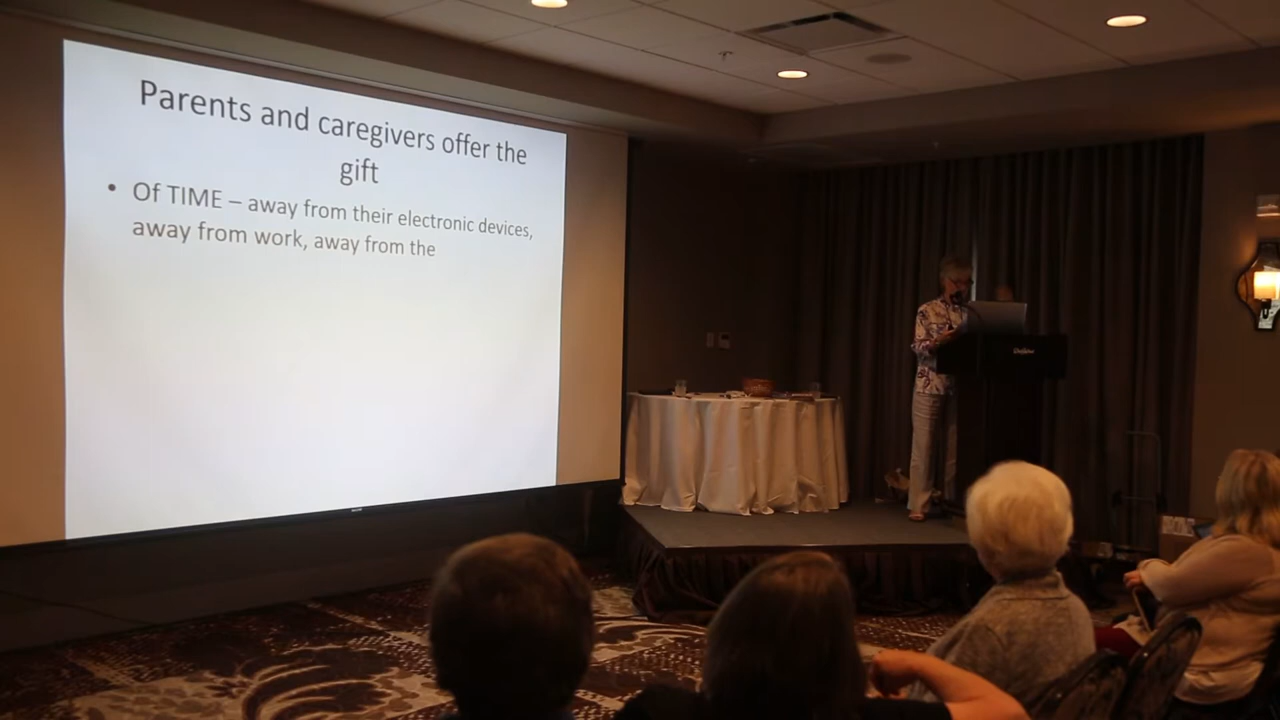 Parents and caregivers offer the
gift
• Of TIME – away from their electronic devices,
away from work, away from the